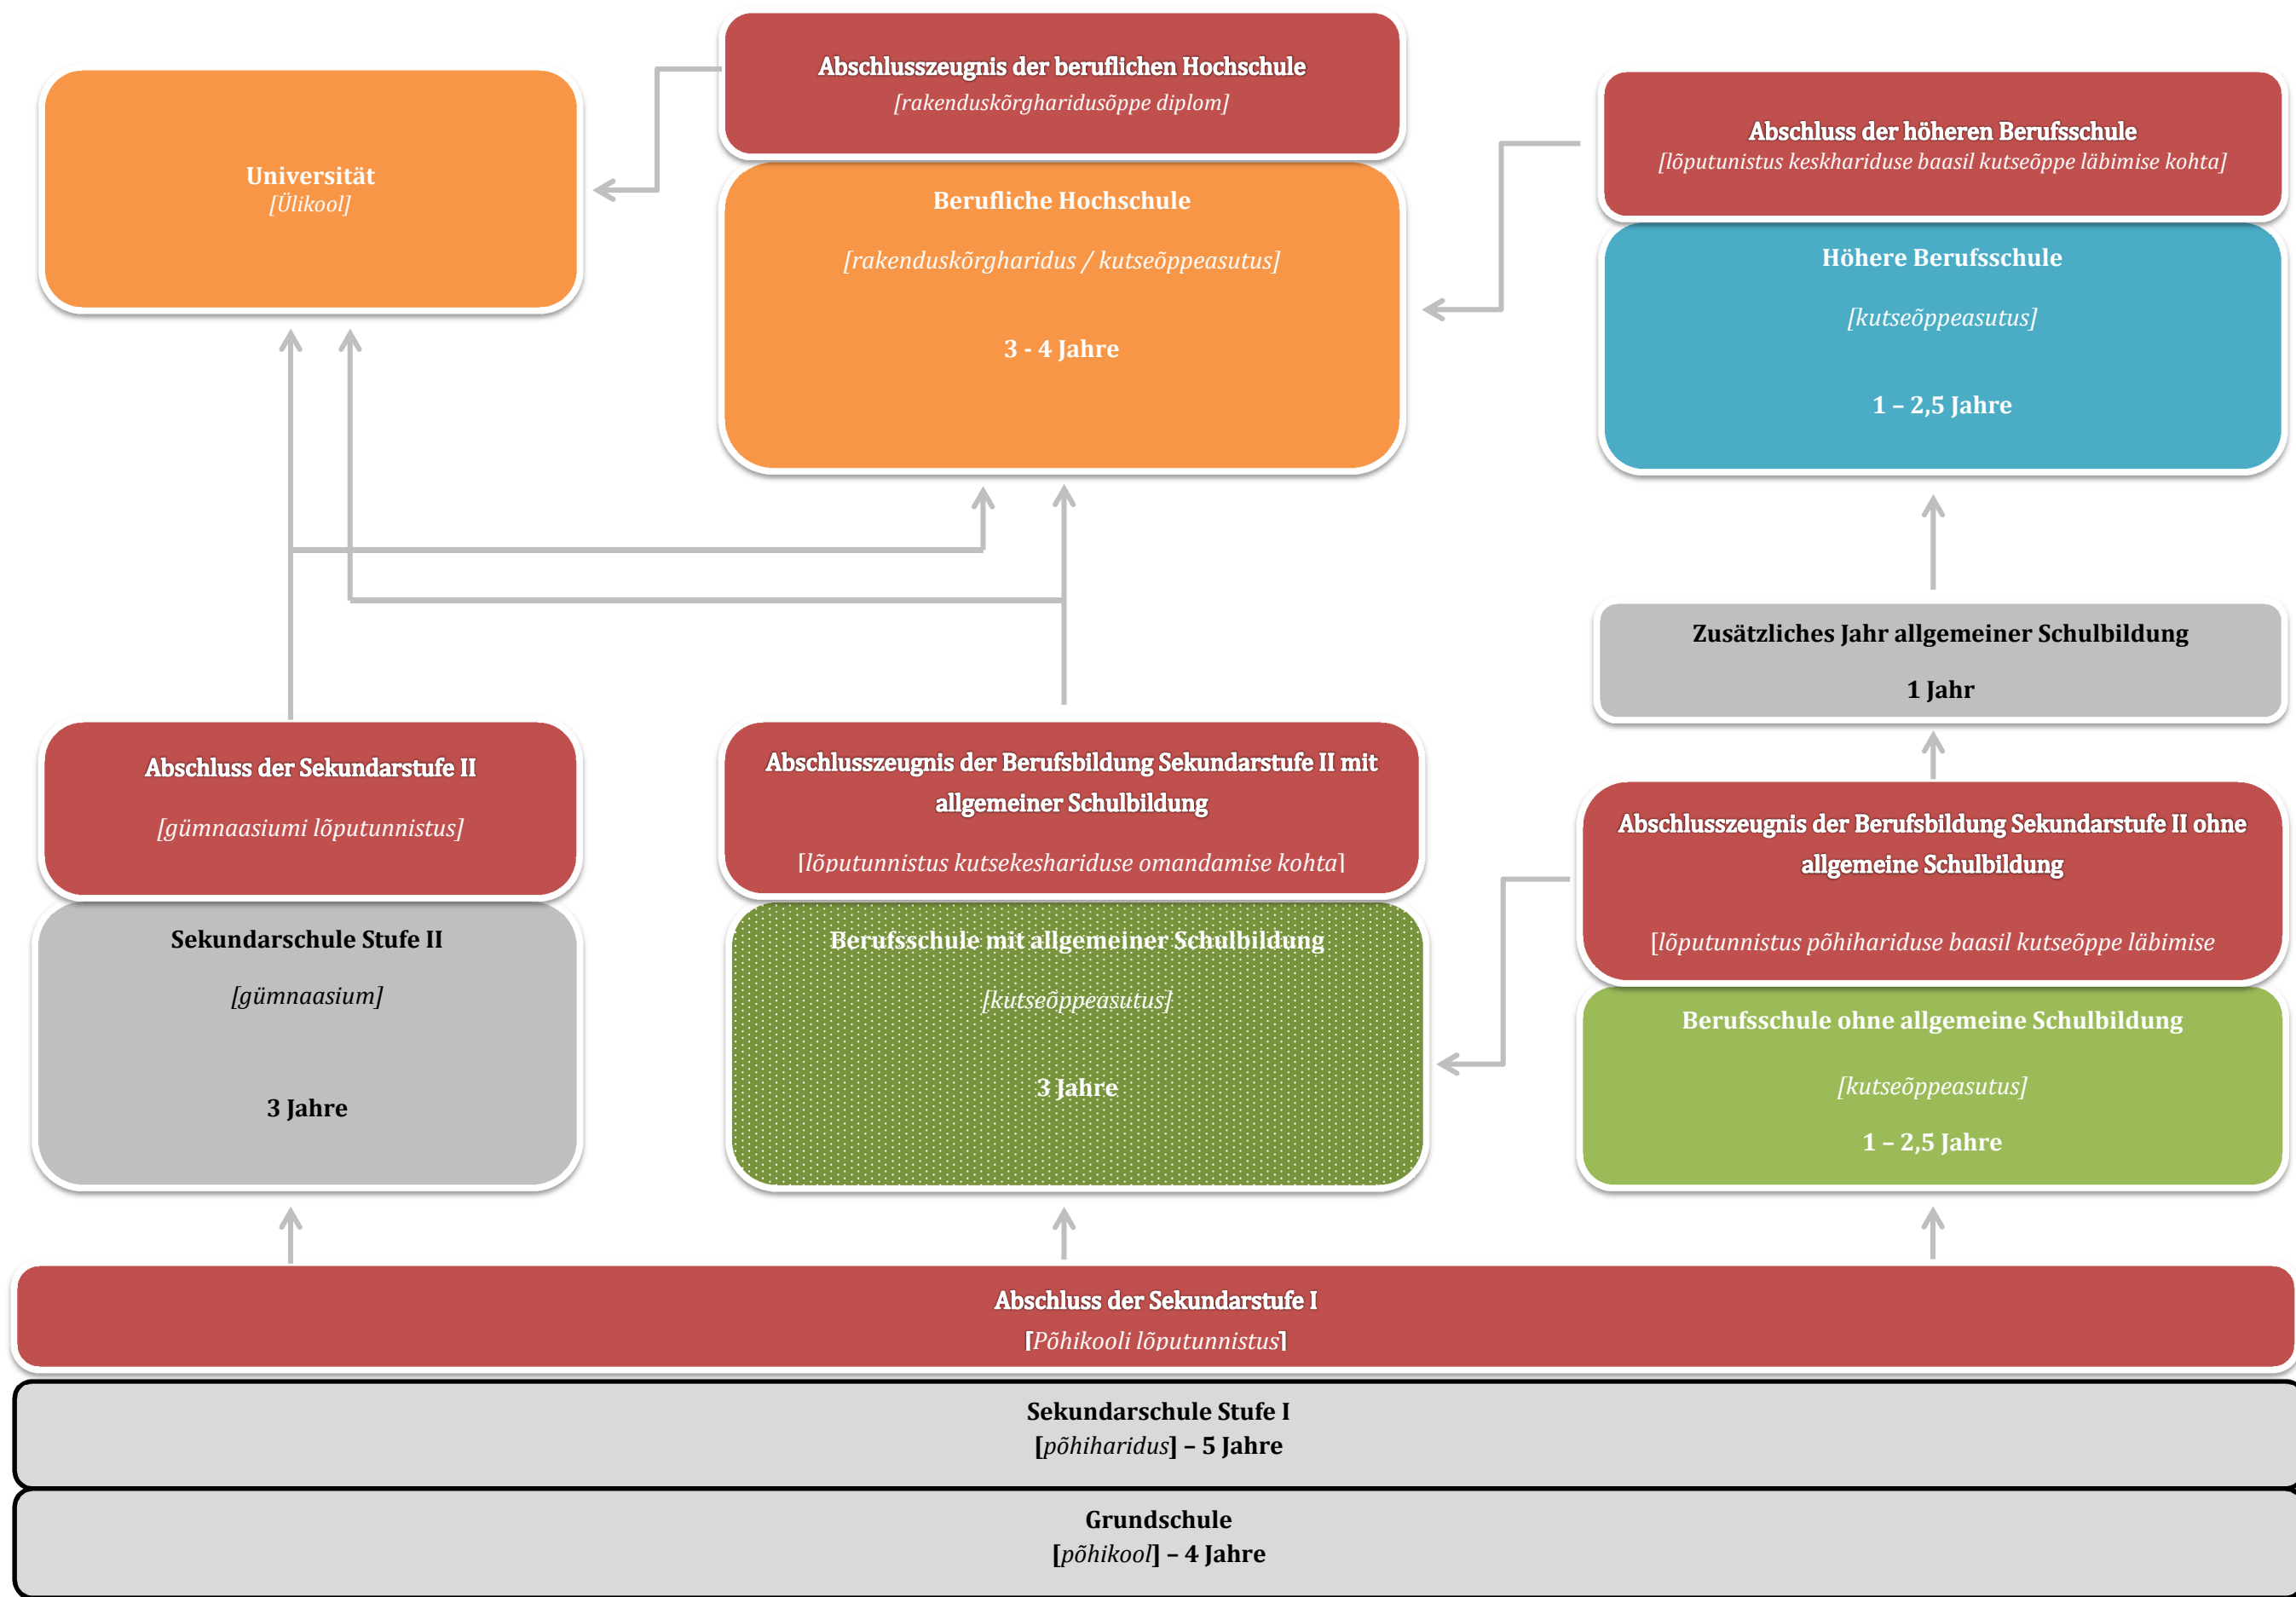 Abschlusszeugnis der beruflichen Hochschule
[rakenduskõrgharidusõppe diplom]
Universität
[Ülikool]
Berufliche Hochschule
[rakenduskõrgharidus / kutseõppeasutus]
3 - 4 Jahre
Abschluss der höheren Berufsschule
[lõputunistus keskhariduse baasil kutseõppe läbimise kohta]
Höhere Berufsschule
[kutseõppeasutus]
1 – 2,5 Jahre
Zusätzliches Jahr allgemeiner Schulbildung
1 Jahr
Abschluss der Sekundarstufe II
[gümnaasiumi lõputunnistus]
Sekundarschule Stufe II
[gümnaasium]
3 Jahre
Abschlusszeugnis der Berufsbildung Sekundarstufe II mit
allgemeiner Schulbildung
[lõputunnistus kutsekeshariduse omandamise kohta]
Berufsschule mit allgemeiner Schulbildung
[kutseõppeasutus]
3 Jahre
Abschlusszeugnis der Berufsbildung Sekundarstufe II ohne
allgemeine Schulbildung
[lõputunnistus põhihariduse baasil kutseõppe läbimise
Berufsschule ohne allgemeine Schulbildung
[kutseõppeasutus]
1 – 2,5 Jahre
Abschluss der Sekundarstufe I
[Põhikooli lõputunnistus]
Sekundarschule Stufe I
[põhiharidus] – 5 Jahre
Grundschule
[põhikool] – 4 Jahre